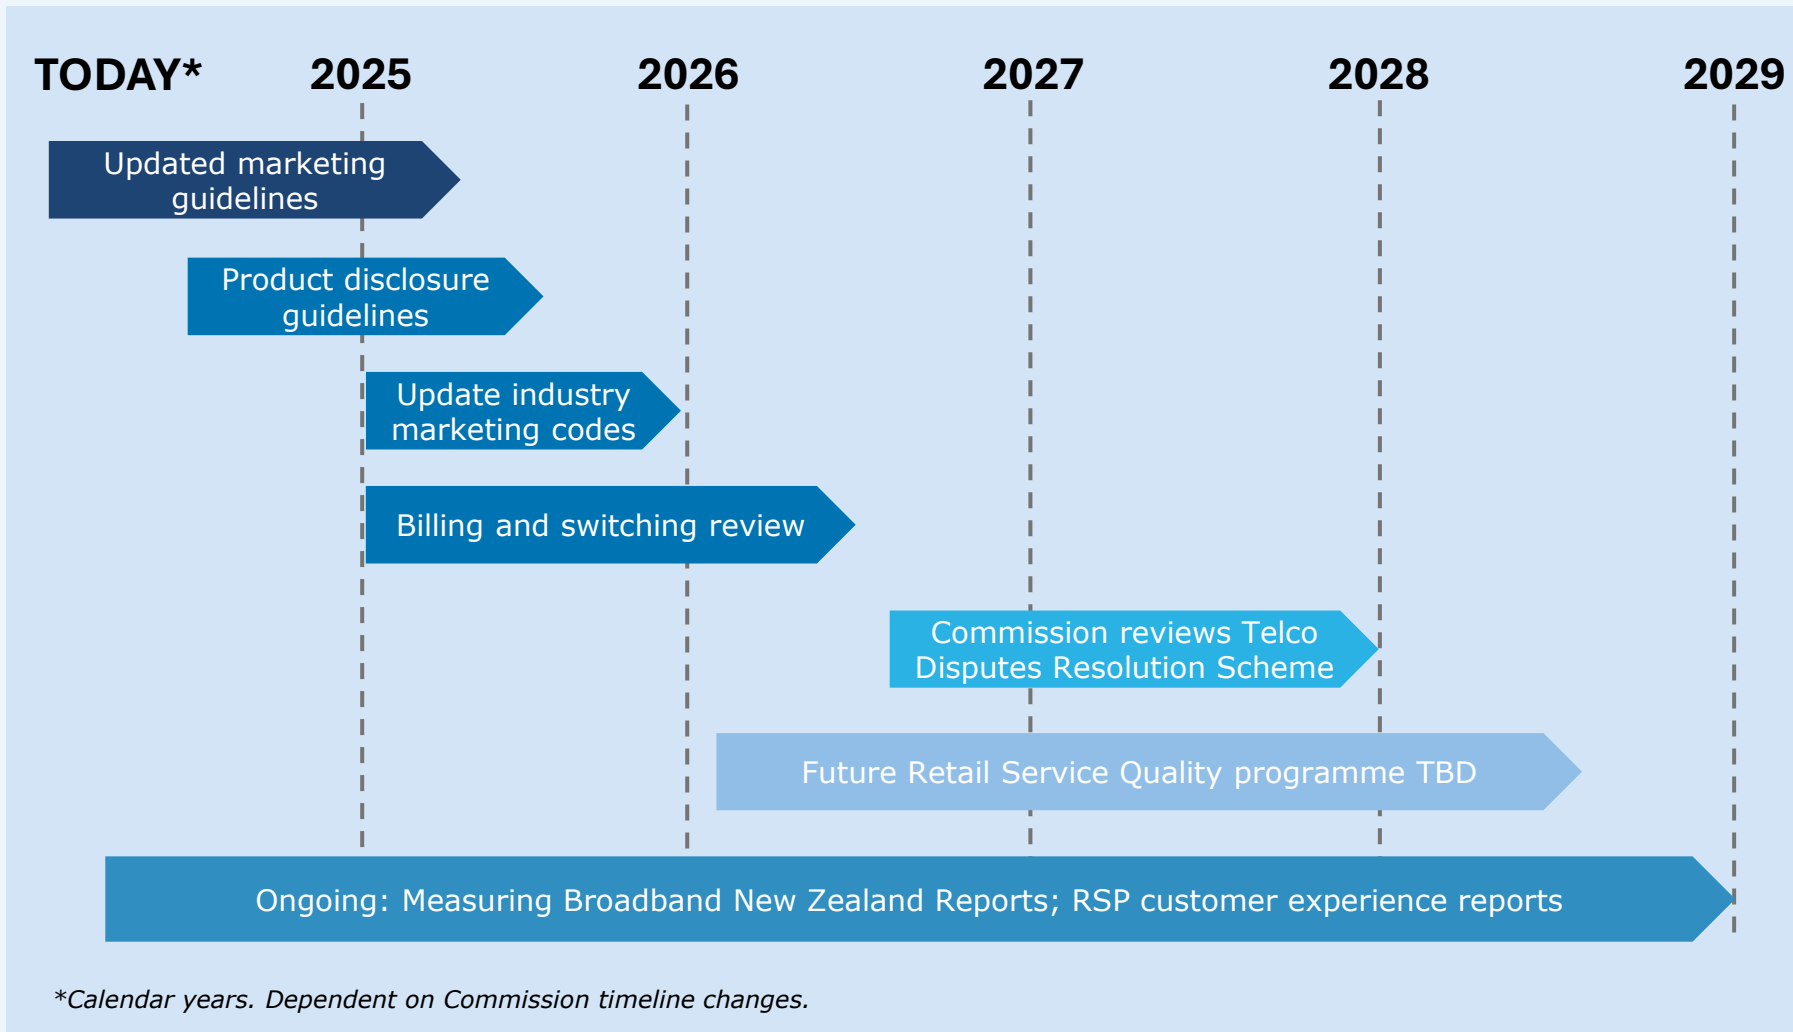 TODAY* 2025 2026 2027 2028 2029
Updated marketing
guidelines
Product disclosure
guidelines
Update industry
marketing codes
Billing and switching review
Commission reviews Telco
Disputes Resolution Scheme
Future Retail Service Quality programme TBD
Ongoing: Measuring Broadband New Zealand Reports; RSP customer experience reports
*Calendar years. Dependent on Commission timeline changes.